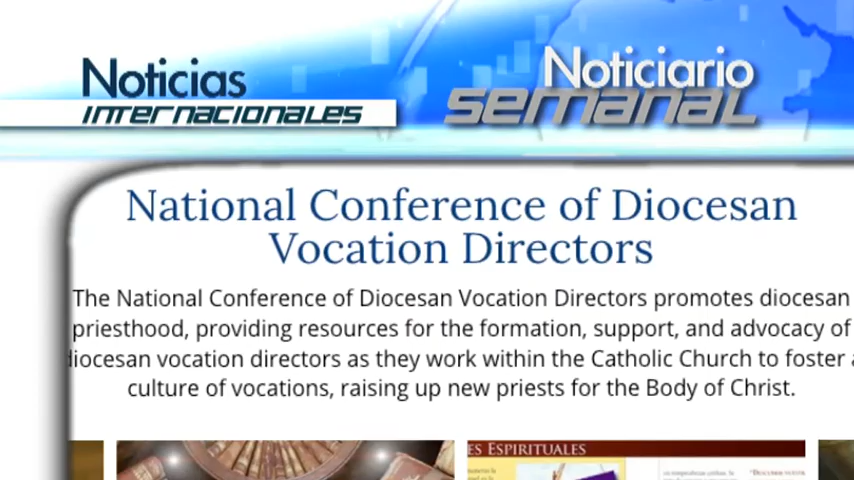 Noticias
internacionales
Noticiario
semanal
National Conference of Diocesan
Vocation Directors
The National Conference of Diocesan Vocation Directors promotes diocesan
priesthood, providing resources for the formation, support, and advocacy of
diocesan vocation directors as they work within the Catholic Church to foster a
culture of vocations, raising up new priests for the Body of Christ.
ES ESPIRITUALES